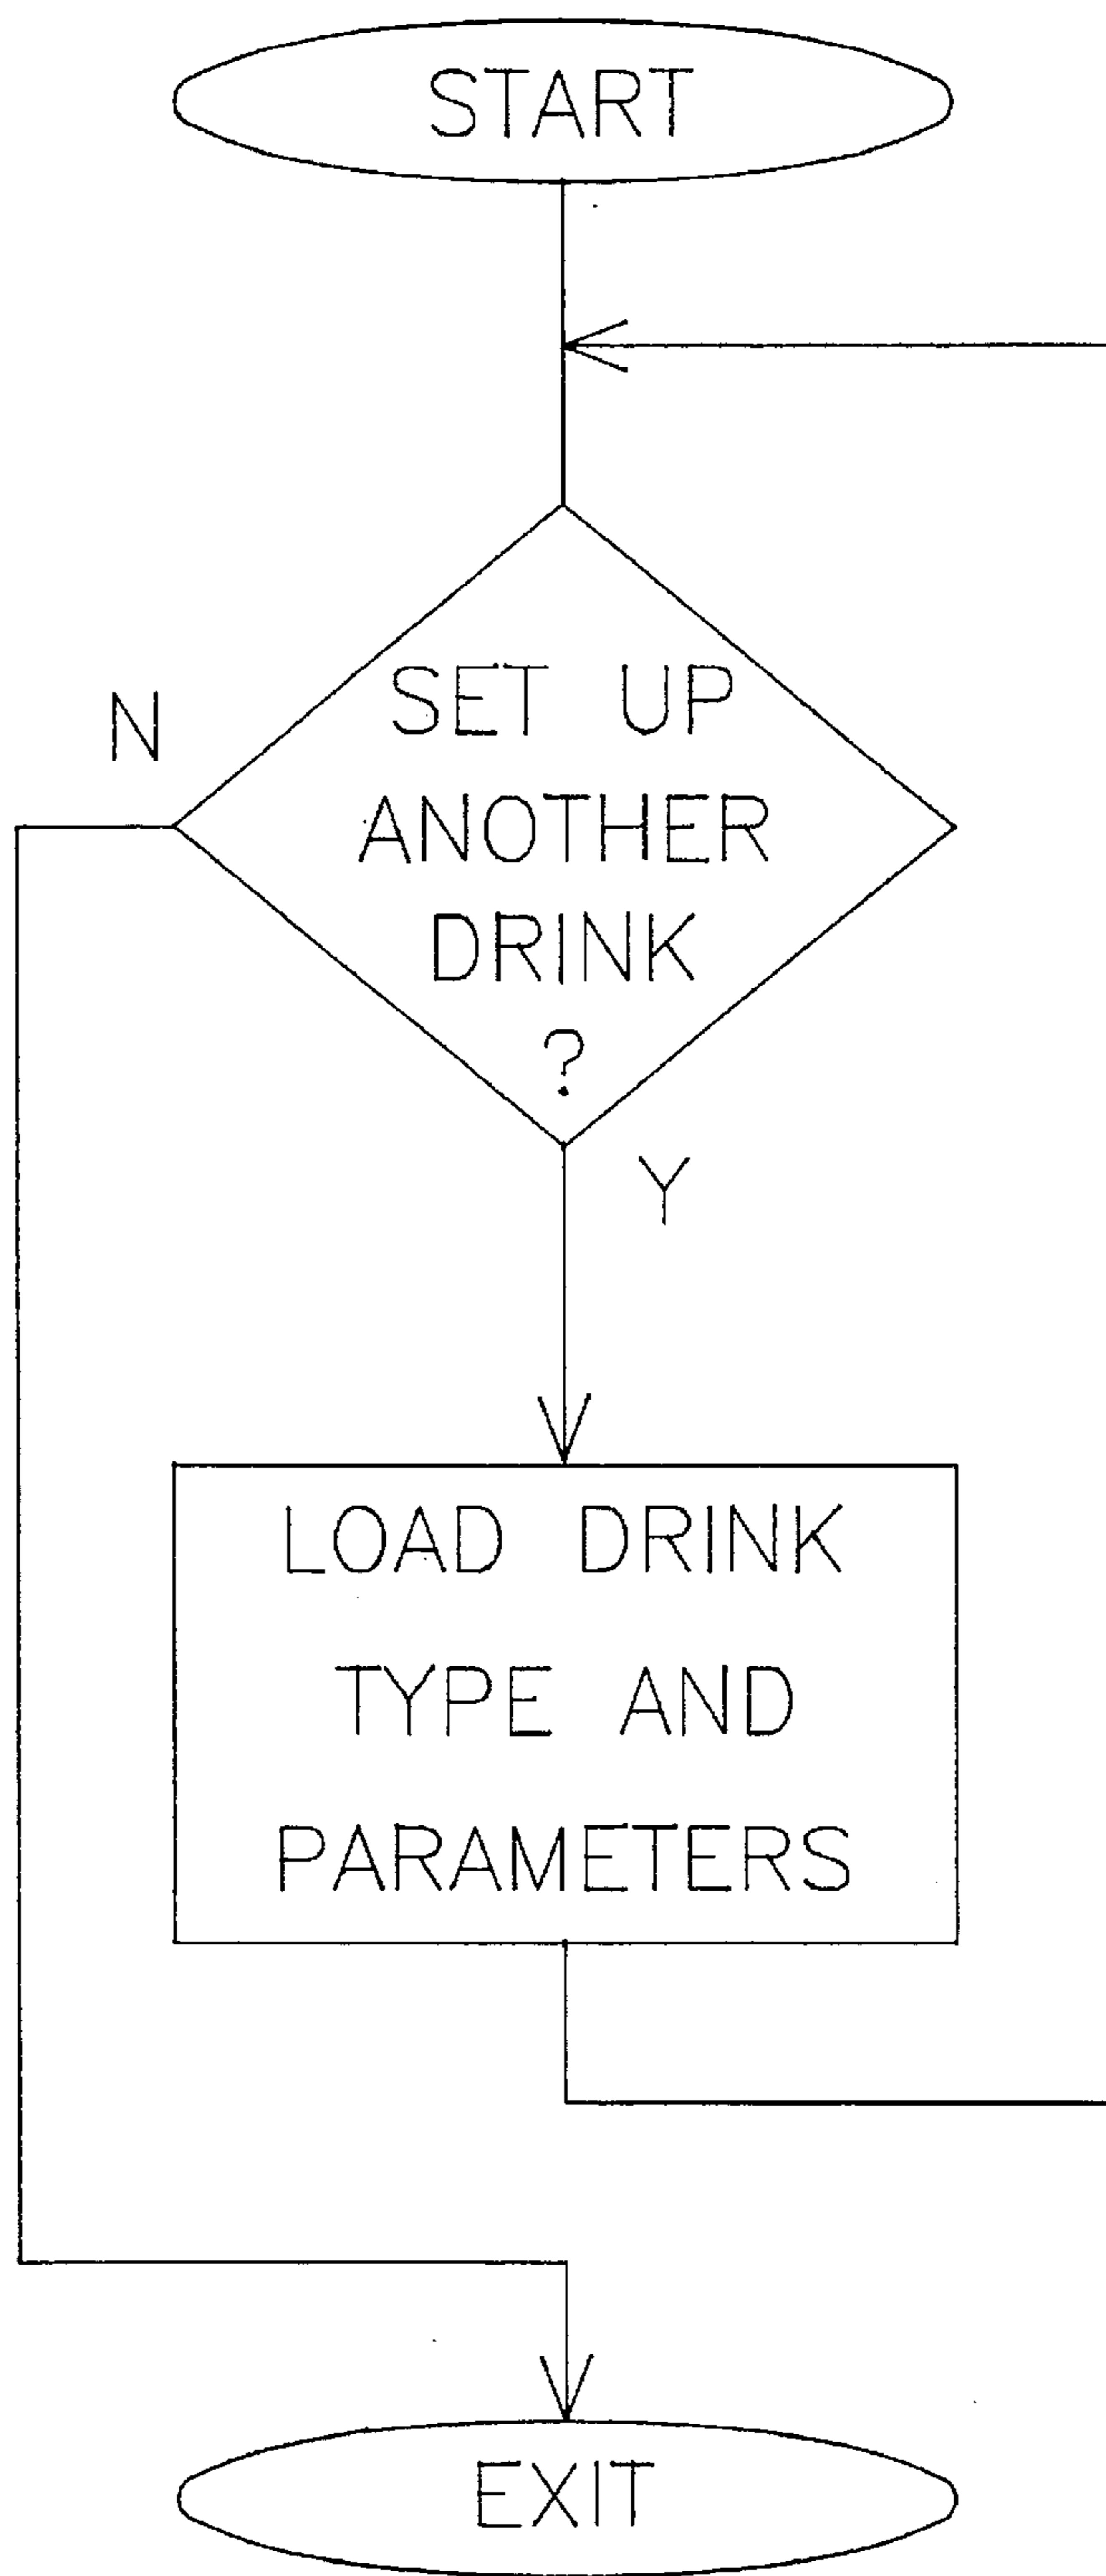 START
N
SET UP
ANOTHER
DRINK
?
Y
LOAD DRINK
TYPE AND
PARAMETERS
EXIT